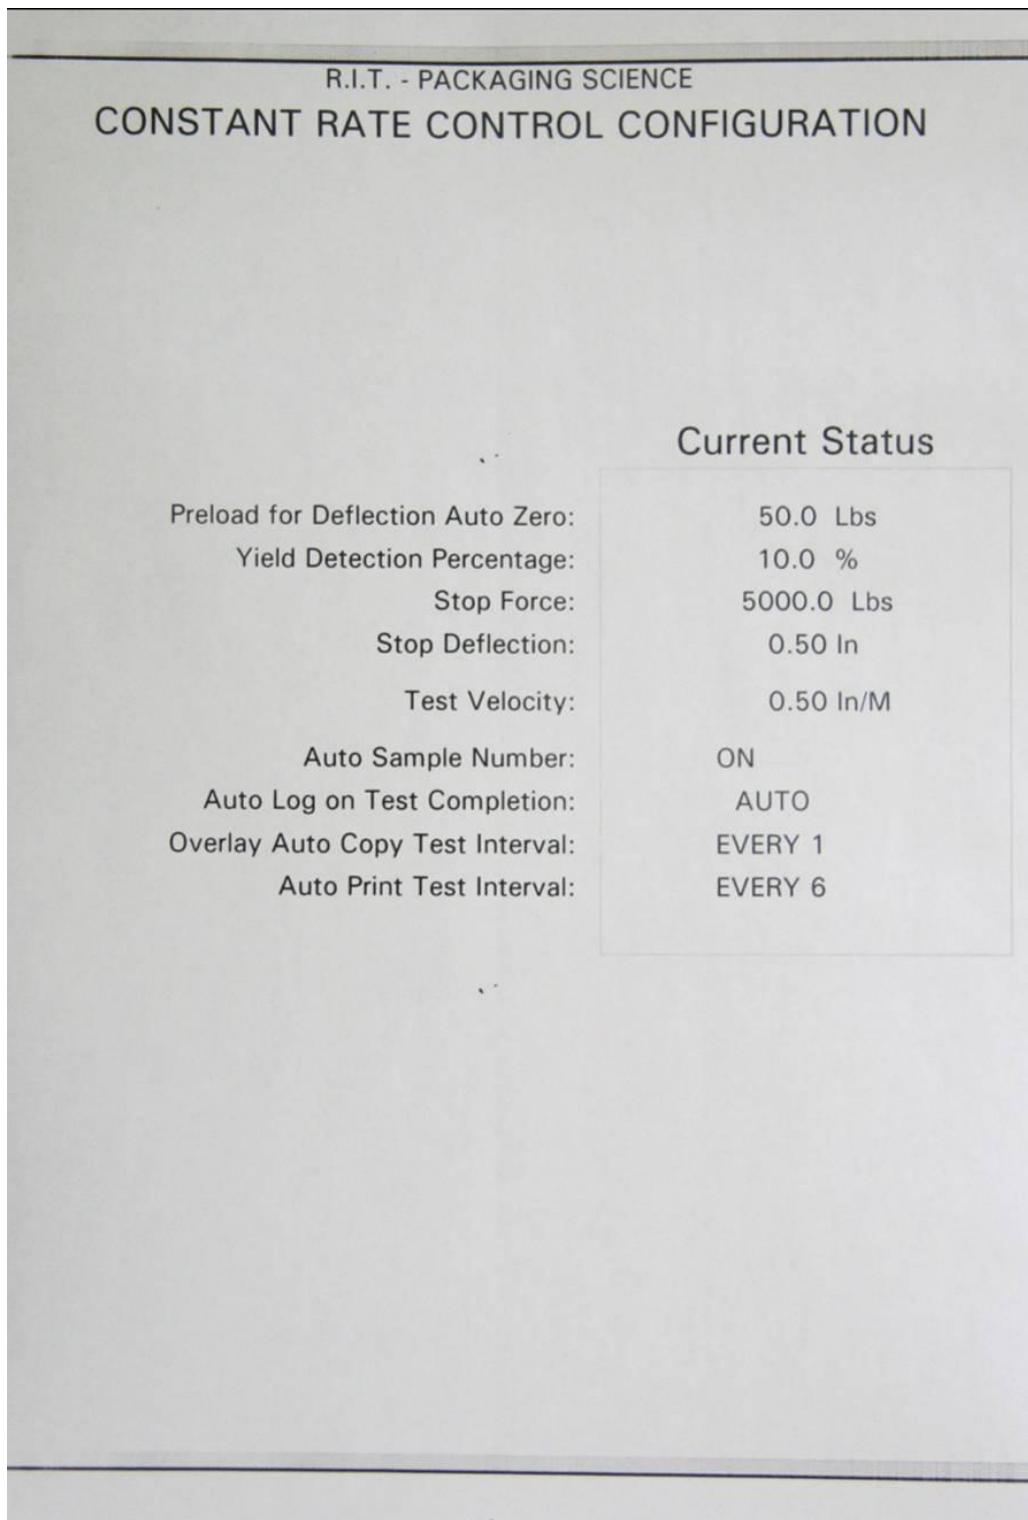 R.I.T. - PACKAGING SCIENCE
CONSTANT RATE CONTROL CONFIGURATION
Current Status
Preload for Deflection Auto Zero: 50.0 Lbs
Yield Detection Percentage: 10.0 %
Stop Force: 5000.0 Lbs
Stop Deflection: 0.50 In
Test Velocity: 0.50 In/M
Auto Sample Number: ON
Auto Log on Test Completion: AUTO
Overlay Auto Copy Test Interval: EVERY 1
Auto Print Test Interval: EVERY 6